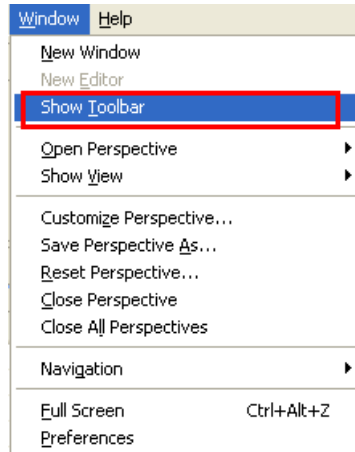 Window Help
New Window
New Editor
Show Toolbar
Open Perspective
Show View
Customize Perspective...
Save Perspective As...
Reset Perspective...
Close Perspective
Close All Perspectives
Navigation
Full Screen Ctrl+Alt+Z
Preferences